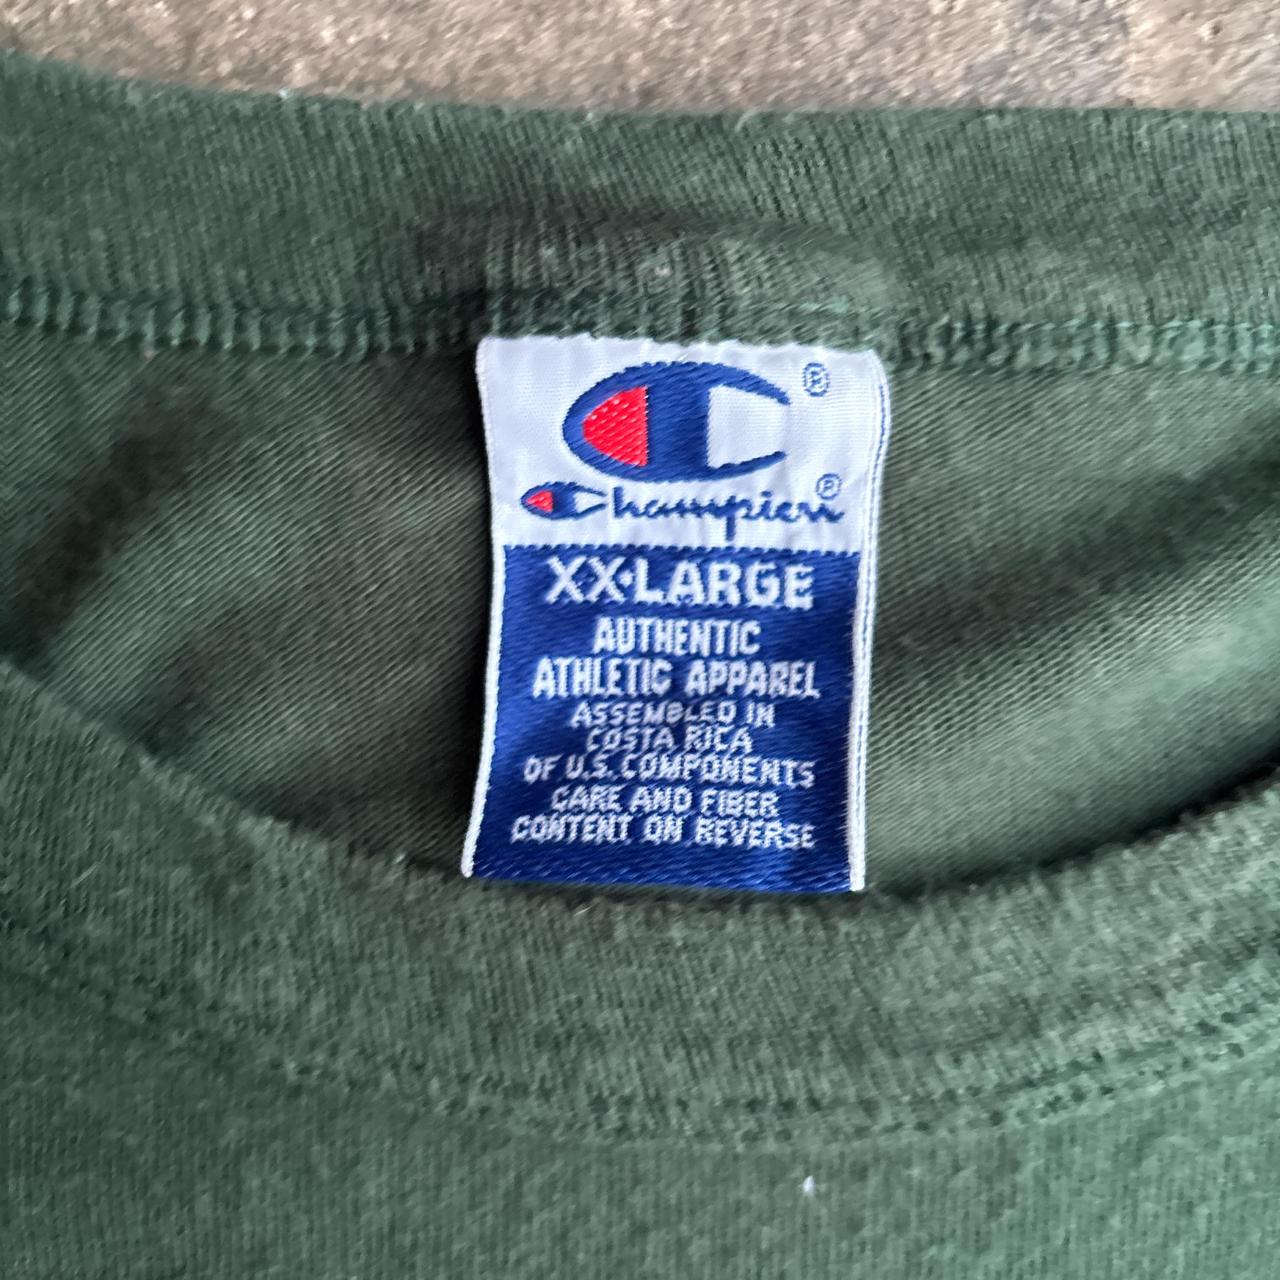 ®
Champion®
XX•LARGE
AUTHENTIC
ATHLETIC APPAREL
ASSEMBLED IN
COSTA RICA
OF U.S. COMPONENTS
CARE AND FIBER
CONTENT ON REVERSE